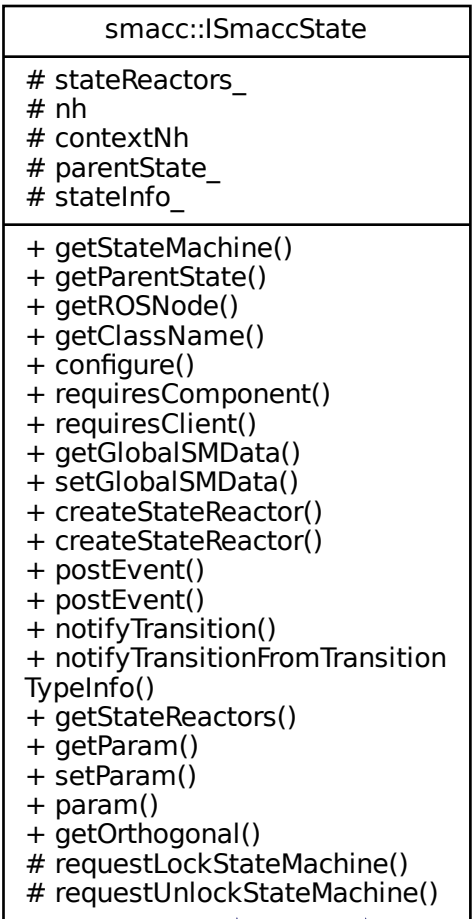 smacc::ISmaccState
# stateReactors_
# nh
# contextNh
# parentState_
# stateInfo_
+ getStateMachine()
+ getParentState()
+ getROSNode()
+ getClassName()
+ configure()
+ requiresComponent()
+ requiresClient()
+ getGlobalSMData()
+ setGlobalSMData()
+ createStateReactor()
+ createStateReactor()
+ postEvent()
+ postEvent()
+ notifyTransition()
+ notifyTransitionFromTransition
TypeInfo()
+ getStateReactors()
+ getParam()
+ setParam()
+ param()
+ getOrthogonal()
# requestLockStateMachine()
# requestUnlockStateMachine()